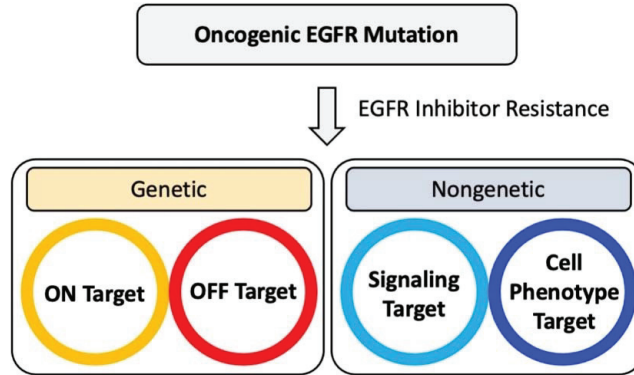 Oncogenic EGFR Mutation
EGFR Inhibitor Resistance
Genetic
Nongenetic
ON Target
OFF Target
Signaling
Target
Cell
Phenotype
Target